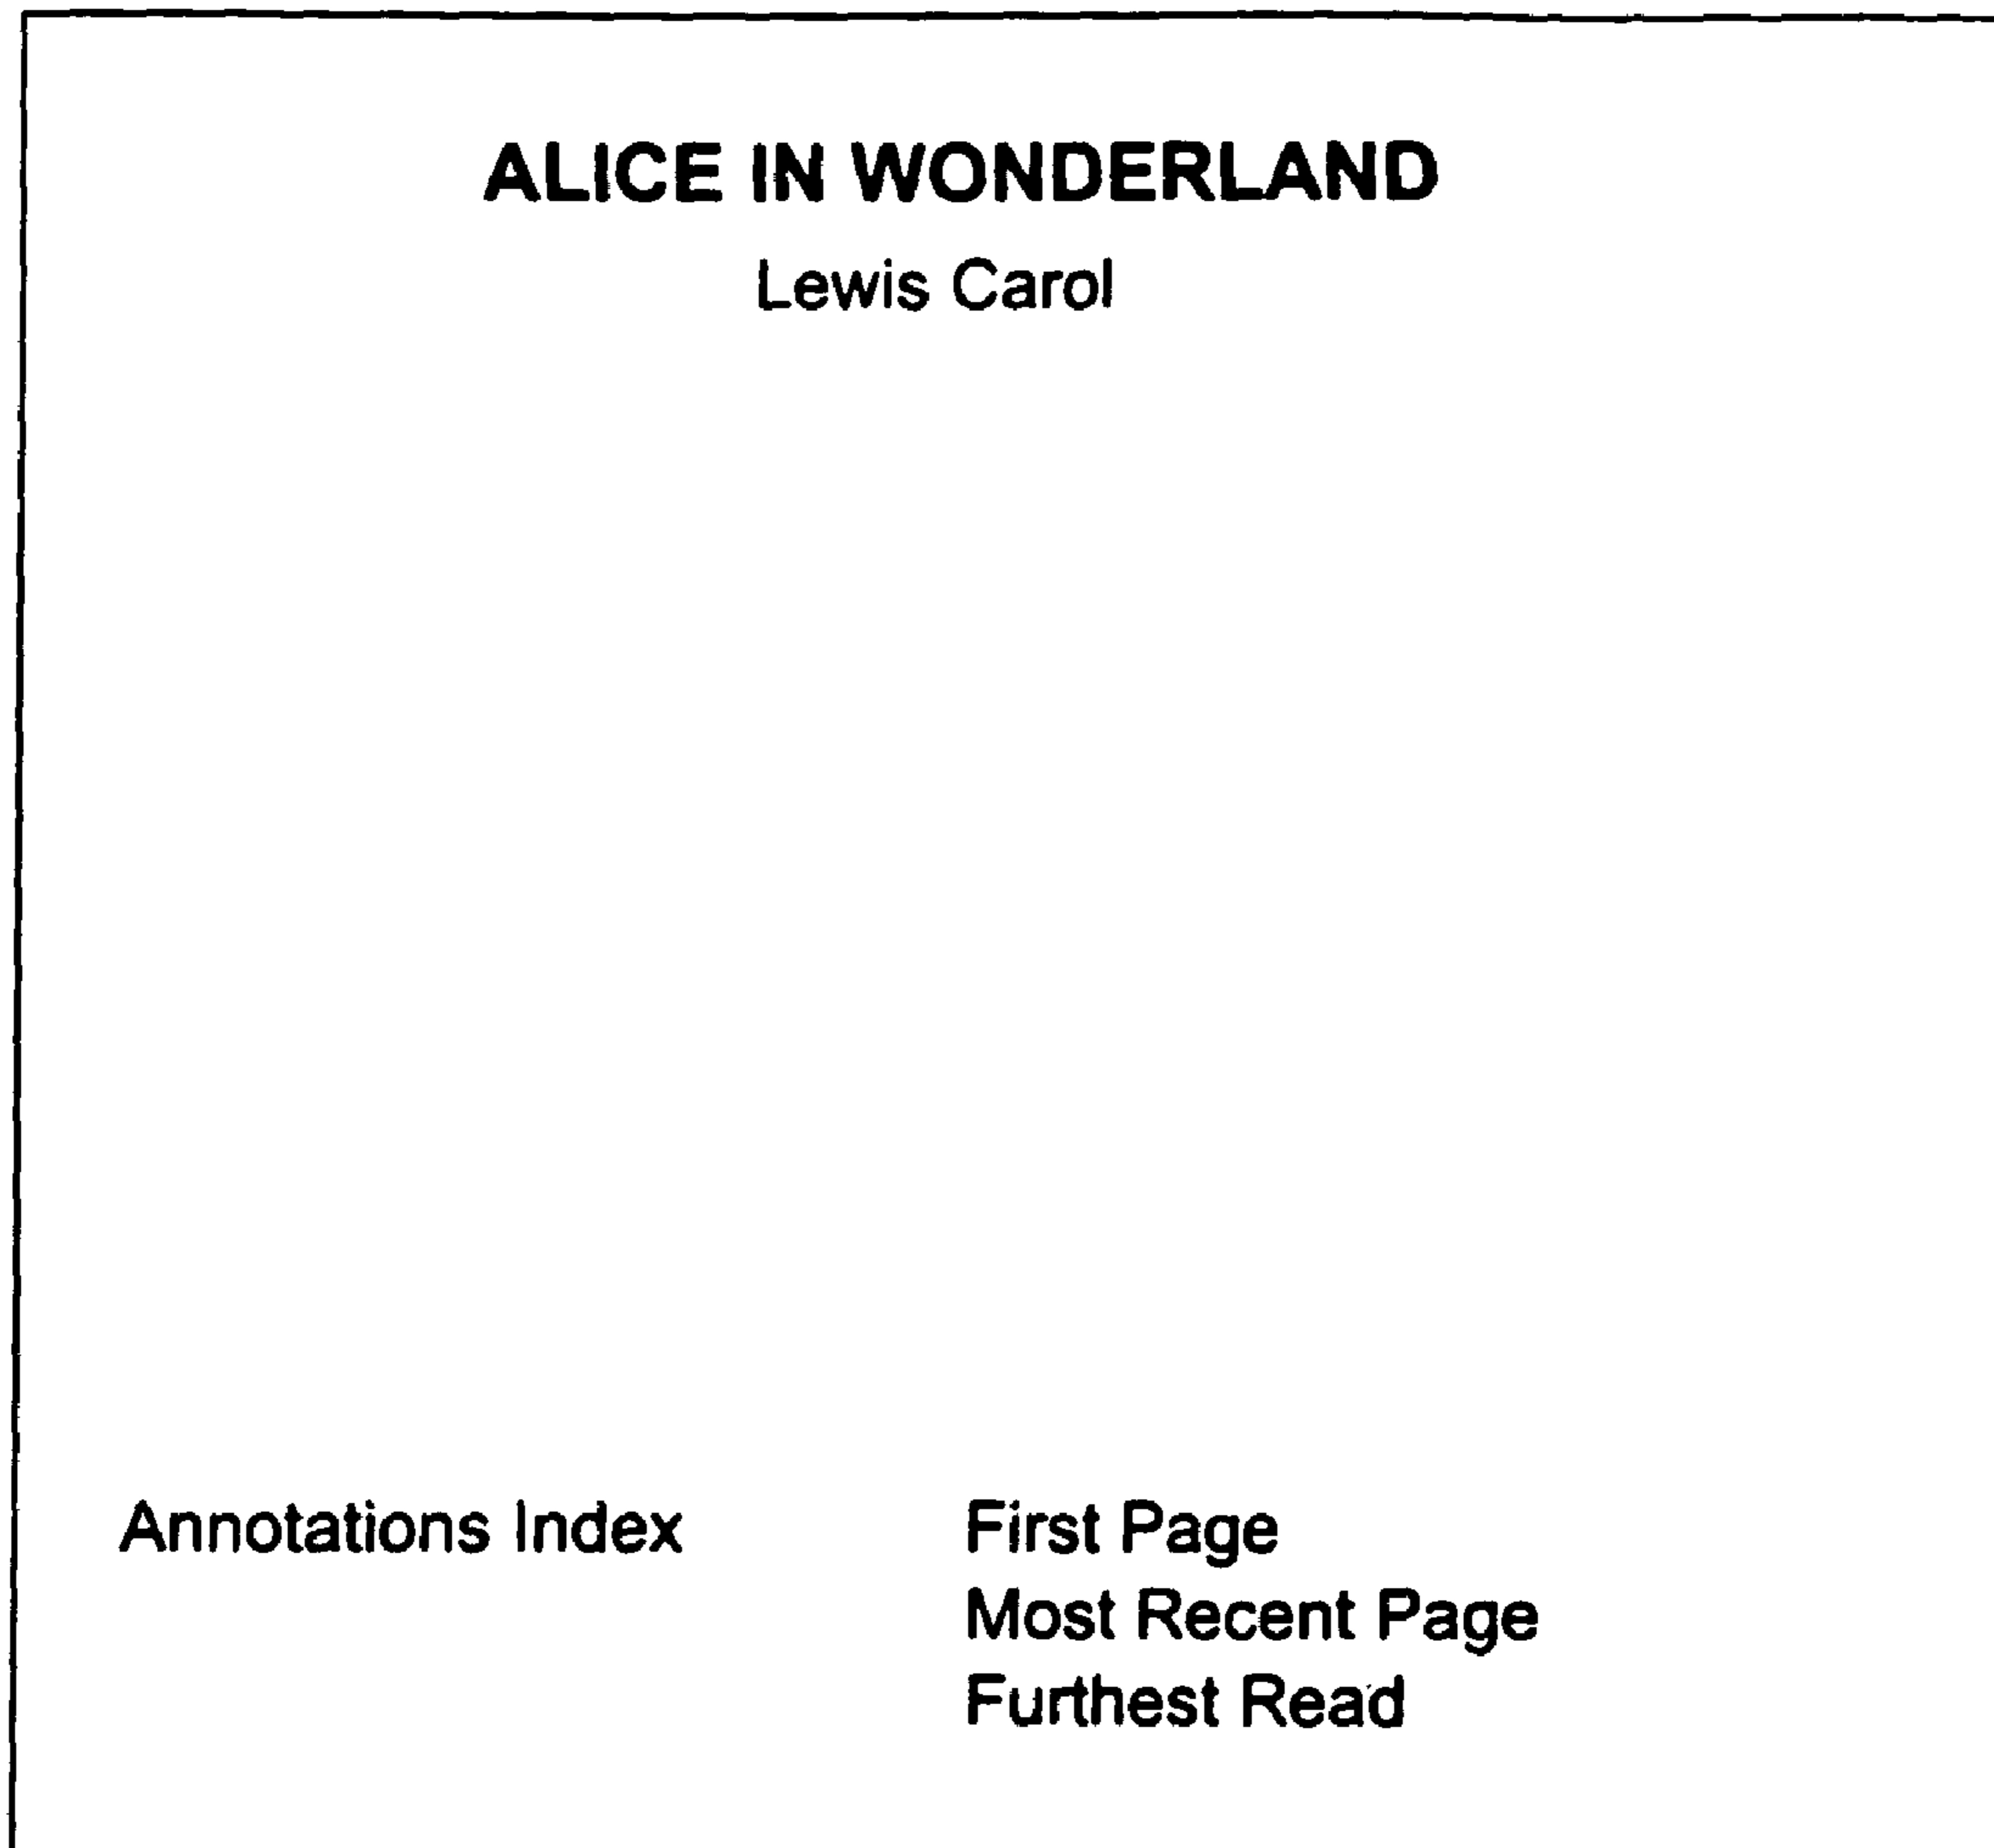 ALICE IN WONDERLAND
Lewis Carol
Annotations Index
First Page
Most Recent Page
Furthest Read